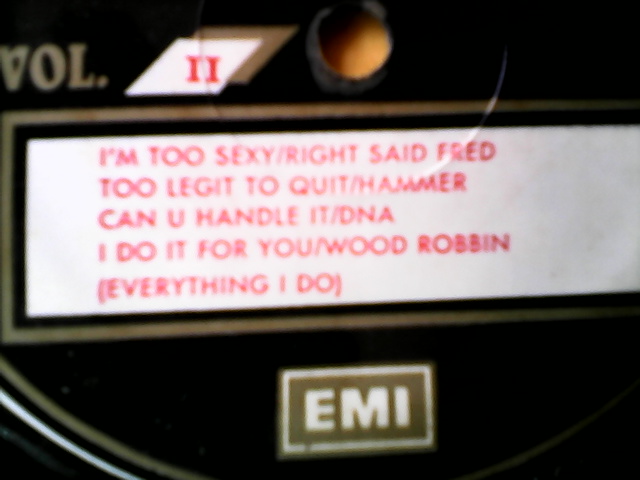 VOL. II
I'M TOO SEXY/RIGHT SAID FRED
TOO LEGIT TO QUIT/HAMMER
CAN U HANDLE IT/DNA
I DO IT FOR YOU/WOOD ROBBIN
(EVERYTHING I DO)
EMI